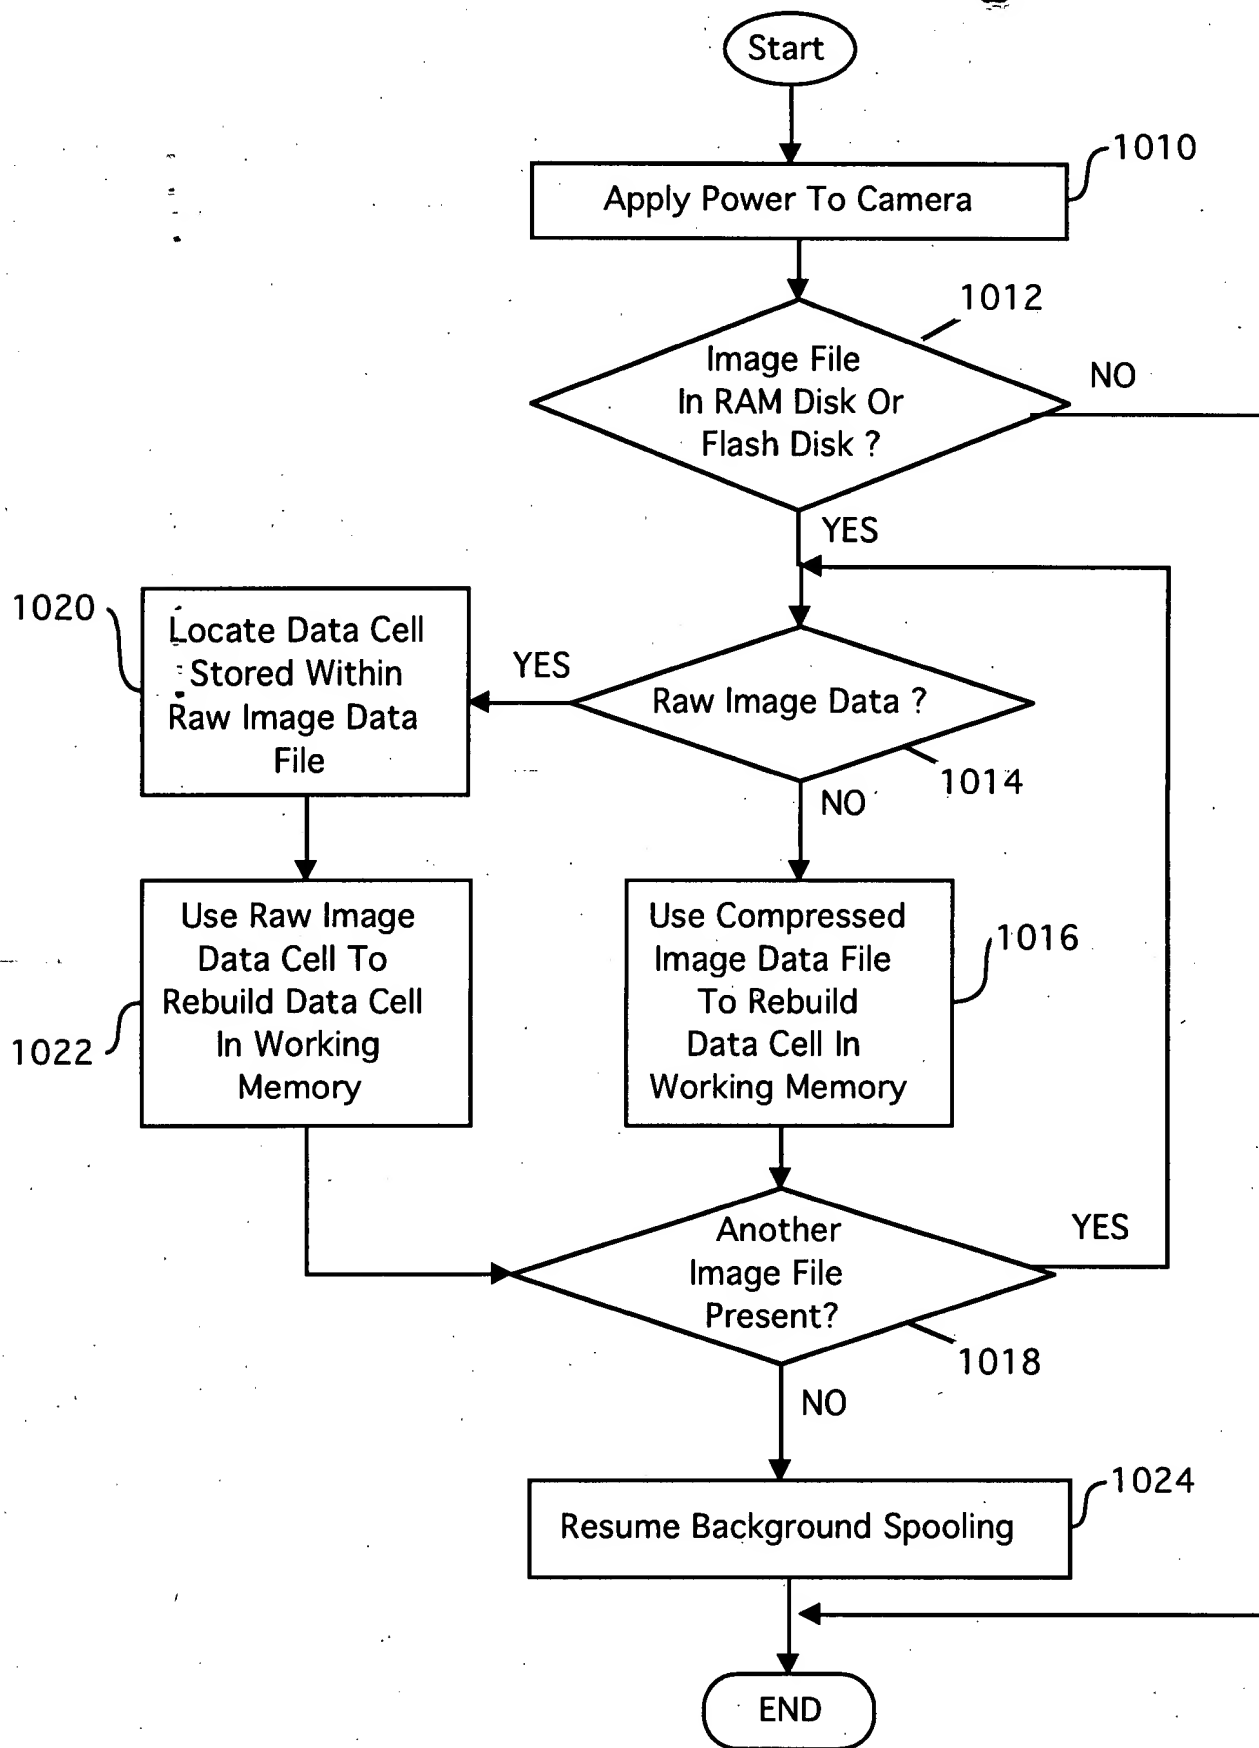 Start
Apply Power To Camera
1010
1012
Image File
In RAM Disk Or
Flash Disk ?
NO
YES
1020
Locate Data Cell
Stored Within
Raw Image Data
File
YES
Raw Image Data ?
1014
NO
Use Raw Image
Data Cell To
Rebuild Data Cell
In Working
Memory
1022
Use Compressed
Image Data File
To Rebuild
Data Cell In
Working Memory
1016
Another
Image File
Present?
YES
1018
NO
Resume Background Spooling
1024
END